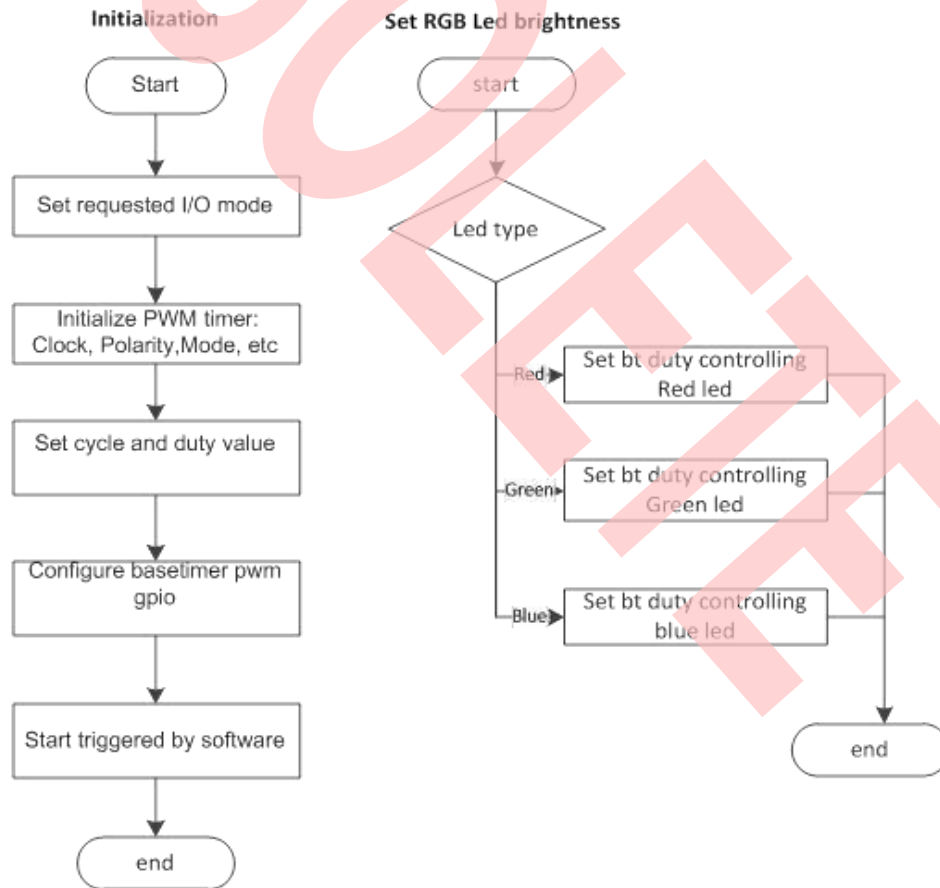 Initialization
Start
Set requested I/O mode
Initialize PWM timer:
Clock, Polarity,Mode, etc
Set cycle and duty value
Configure basetimer pwm
gpio
Start triggered by software
end
Set RGB Led brightness
start
Led type
Red
Set bt duty controlling
Red led
Green
Set bt duty controlling
Green led
Blue
Set bt duty controlling
blue led
end